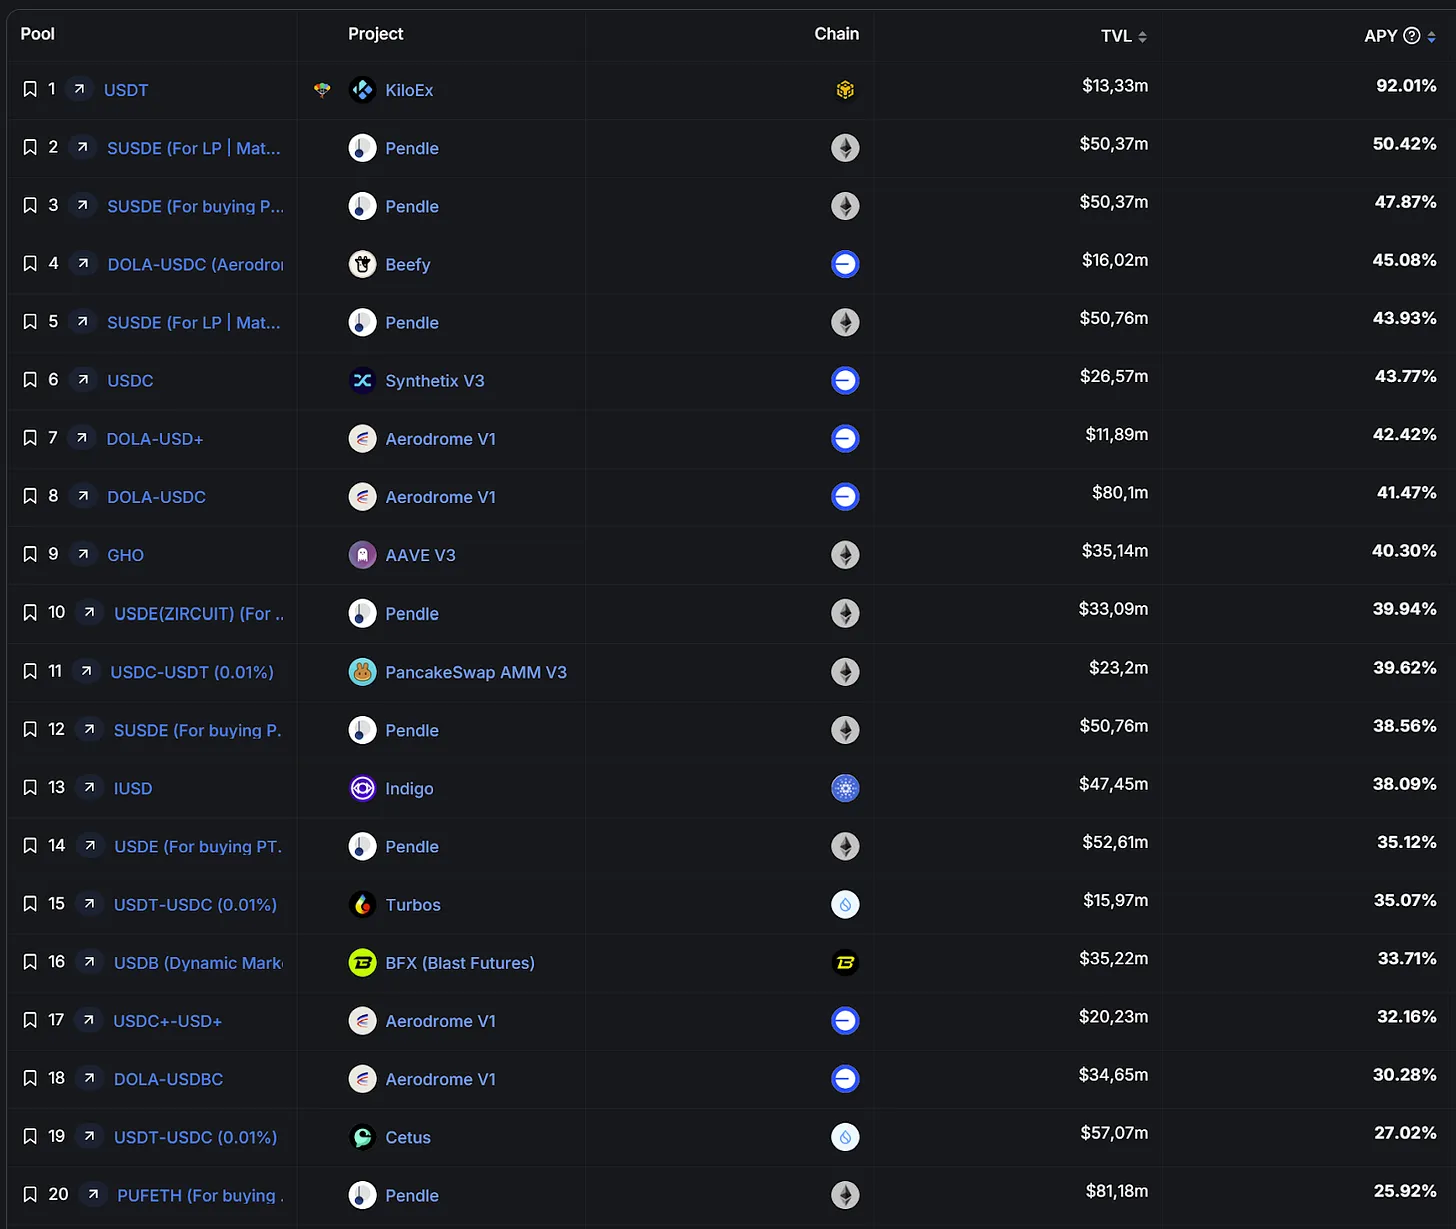 Pool Project Chain TVL APY
1 USDT KiloEx $13,33m 92.01%
2 SUSDE (For LP | Mat... Pendle $50,37m 50.42%
3 SUSDE (For buying P... Pendle $50,37m 47.87%
4 DOLA-USDC (Aerodro Beefy $16,02m 45.08%
5 SUSDE (For LP | Mat... Pendle $50,76m 43.93%
6 USDC Synthetix V3 $26,57m 43.77%
7 DOLA-USD+ Aerodrome V1 $11,89m 42.42%
8 DOLA-USDC Aerodrome V1 $80,1m 41.47%
9 GHO AAVE V3 $35,14m 40.30%
10 USDE(ZIRCUIT) (For .. Pendle $33,09m 39.94%
11 USDC-USDT (0.01%) PancakeSwap AMM V3 $23,2m 39.62%
12 SUSDE (For buying P. Pendle $50,76m 38.56%
13 IUSD Indigo $47,45m 38.09%
14 USDE (For buying PT. Pendle $52,61m 35.12%
15 USDT-USDC (0.01%) Turbos $15,97m 35.07%
16 USDB (Dynamic Mark BFX (Blast Futures) $35,22m 33.71%
17 USDC+-USD+ Aerodrome V1 $20,23m 32.16%
18 DOLA-USDBC Aerodrome V1 $34,65m 30.28%
19 USDT-USDC (0.01%) Cetus $57,07m 27.02%
20 PUFETH (For buying . Pendle $81,18m 25.92%